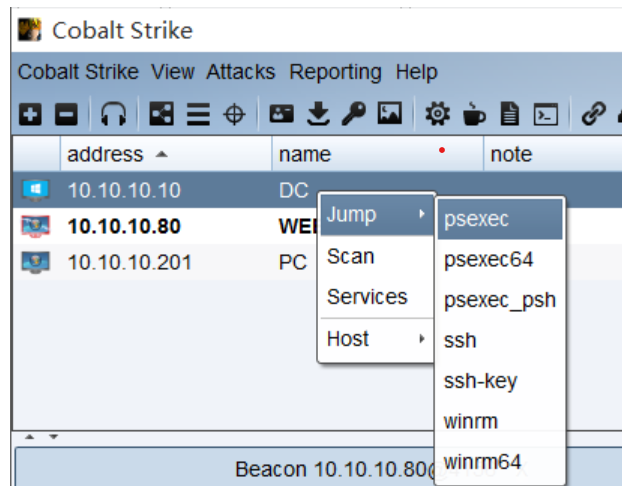 Cobalt Strike
Cobalt Strike View Attacks Reporting Help
address name note
10.10.10.10 DC
10.10.10.80
10.10.10.201 PC
Jump
Scan
Services
Host
psexec
psexec64
psexec_psh
ssh
ssh-key
winrm
winrm64
Beacon 10.10.10.80@